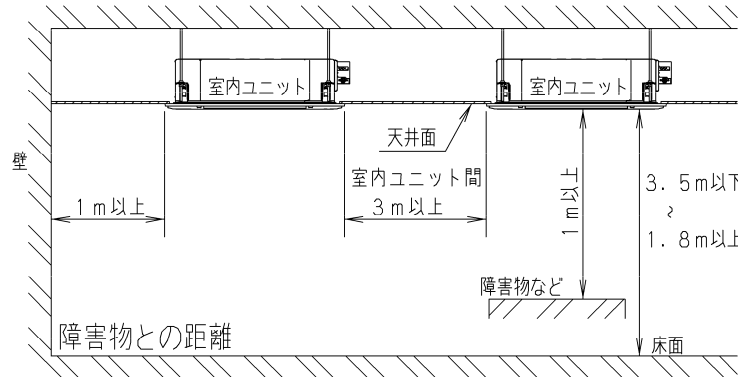 室内ユニット
室内ユニット
天井面
壁
室内ユニット間
1m以上
3m以上
1m以上
3.5m以下
~
1.8m以上
障害物など
障害物との距離
床面